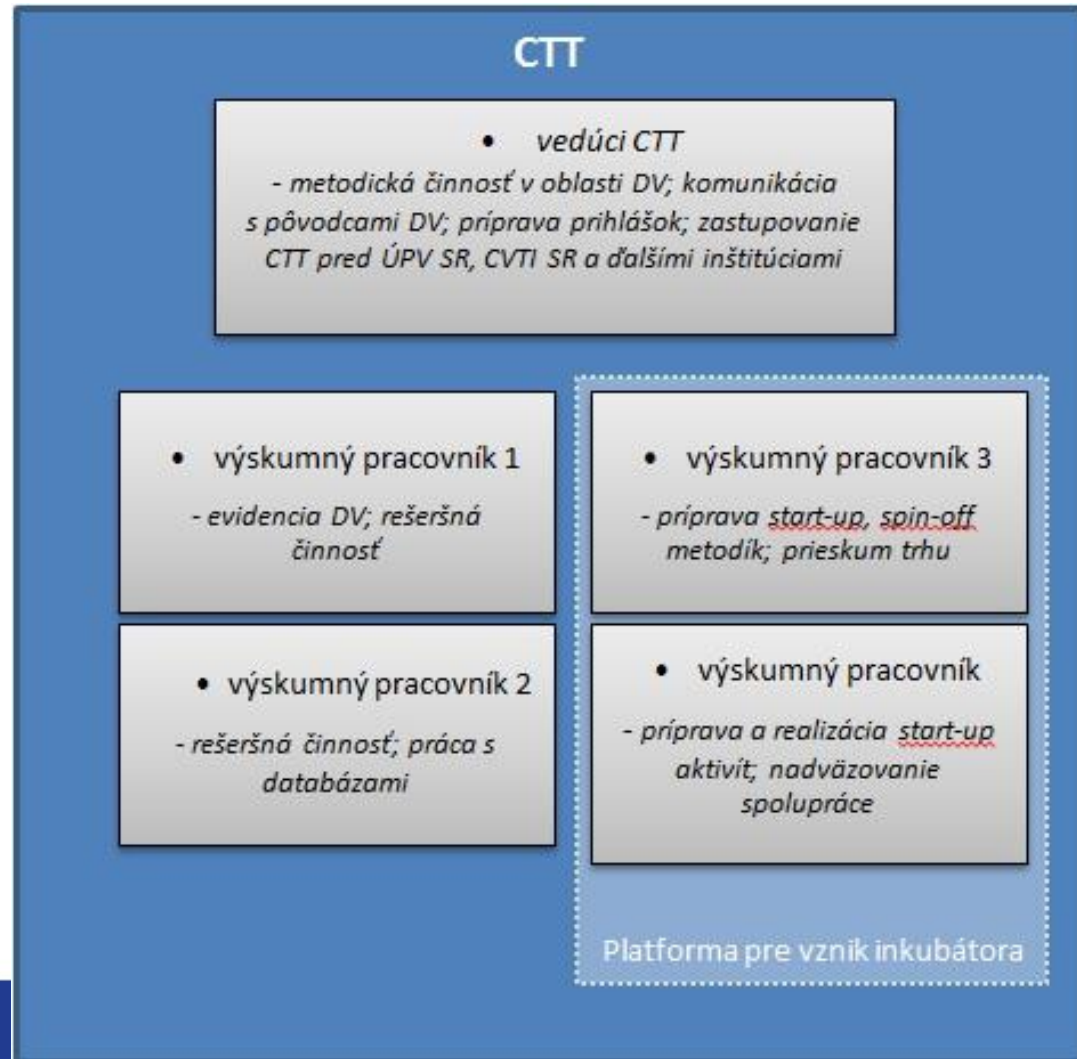 CTT
• vedúci CTT
- metodická činnosť v oblasti DV; komunikácia
s pôvodcami DV; príprava prihlášok; zastupovanie
CTT pred ÚPV SR, CVTI SR a ďalšími inštitúciami
• výskumný pracovník 1
- evidencia DV; rešeršná
činnosť
• výskumný pracovník 2
- rešeršná činnosť; práca s
databázami
• výskumný pracovník 3
- príprava start-up, spin-off
metodík; prieskum trhu
• výskumný pracovník
- príprava a realizácia start-up
aktivít; nadväzovanie
spolupráce
Platforma pre vznik inkubátora